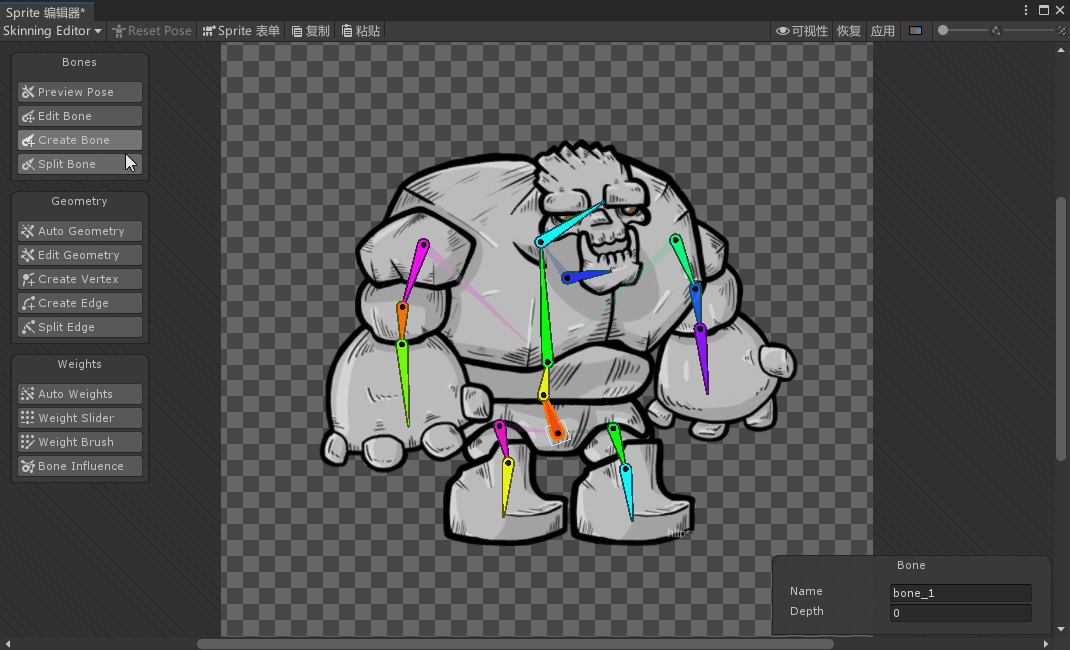 Sprite 编辑器*
Skinning Editor
Reset Pose
Sprite 表单
复制
粘贴
可视性
恢复
应用
Bones
Preview Pose
Edit Bone
Create Bone
Split Bone
Geometry
Auto Geometry
Edit Geometry
Create Vertex
Create Edge
Split Edge
Weights
Auto Weights
Weight Slider
Weight Brush
Bone Influence
https
Bone
Name
bone_1
Depth
0